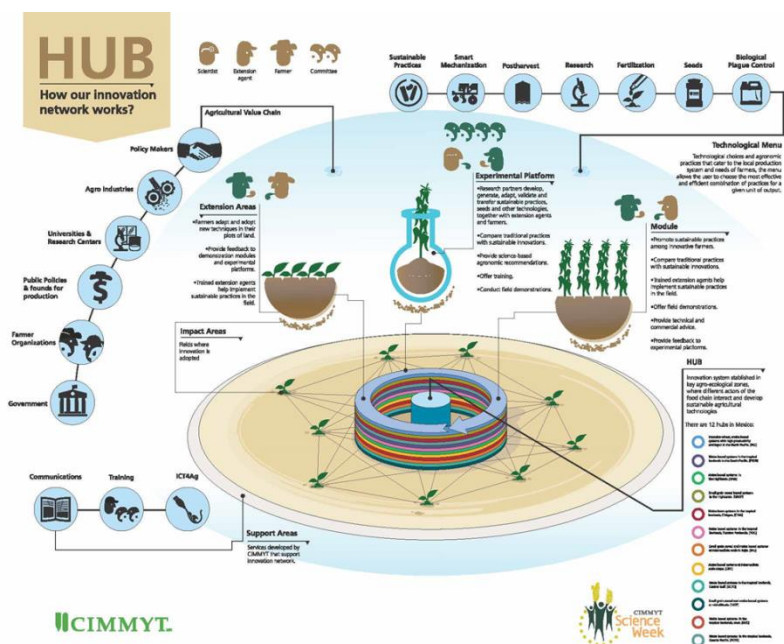 HUB
How our innovation
network works?
Scientist
Extension
agent
Farmer
Committee
Sustainable
Practices
Smart
Mechanization
Postharvest
Research
Fertilization
Seeds
Biological
Plague Control
Agricultural Value Chain
Policy Makers
Agro Industries
Universities &
Research Centers
Public Policies
& founds for
production
Farmer
Organizations
Government
Technological Menu
Technological choices and agronomic
practices that cater to the local production
system and needs of farmers, the menu
allows the user to choose the most effective
and efficient combination of practices for a
given unit of output.
Extension Areas
•Farmers adapt and adopt
new techniques in their
plots of land.
•Provide feedback to
demonization modules
and experimental
platforms.
•Trained extension agents
help implement
sustainable practices in the
field.
Experimental Platform
•Research partners develop,
generate, adapt, validate and
transfer sustainable practices,
seeds and other technologies,
together with extension agents
and farmers.
•Compare traditional practices
with sustainable innovations.
•Provide science-based
agronomic recommendations.
•Offer training.
•Conduct field demonstrations.
Module
•Promote sustainable practices
among innovative farmers.
•Compare traditional practices
with sustainable innovations.
•Trained extension agents help
implement sustainable practices
in the field.
•Offer field demonstrations.
•Provide technical and
commercial advice.
•Provide feedback to
experimental platforms.
Impact Areas
Fields where
innovation is
adopted
HUB
Innovation system stablished in
key agro-ecological zones,
where different actors of the
food chain interact and develop
sustainable agricultural
technologies
There are 12 hubs in Mexico:
Communications
Training
ICT4Ag
Support Areas
Services developed by
CIMMYT that support
innovation network.
CIMMYT
CIMMYT
Science
Week